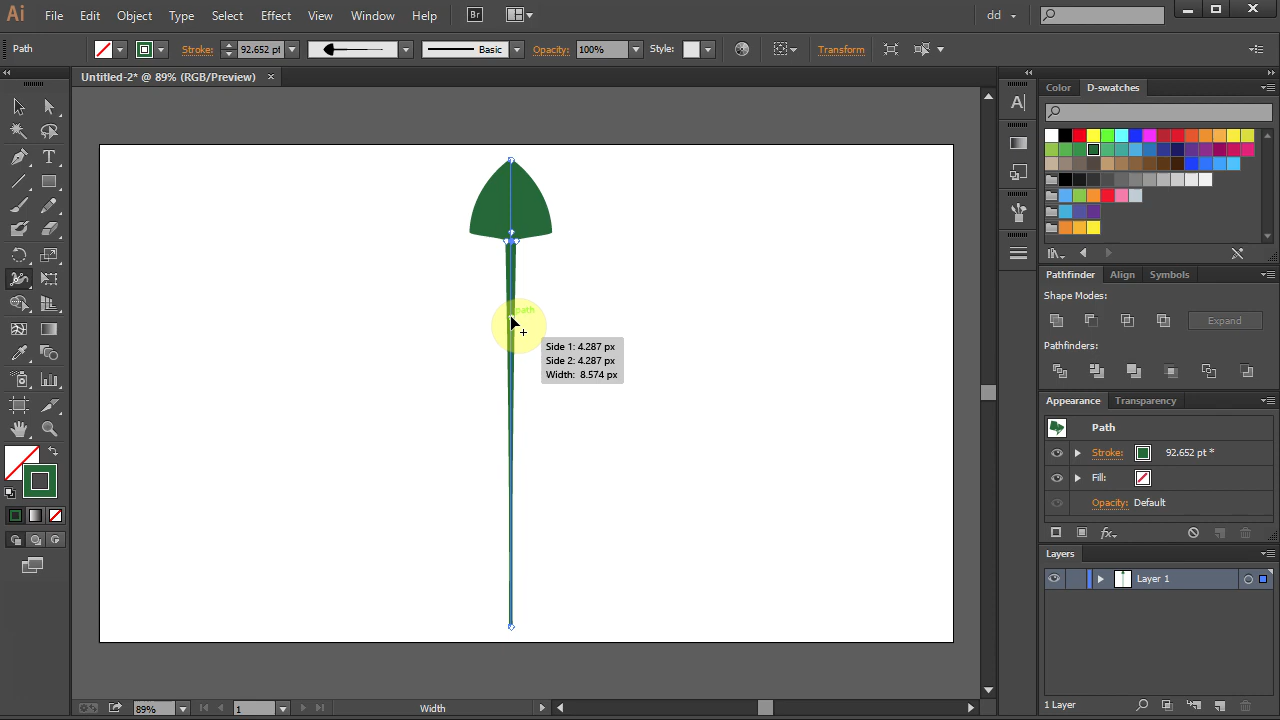 Ai File Edit Object Type Select Effect View Window Help Br dd
Path Stroke: 92.652 pt Basic Opacity: 100% Style: Transform
Untitled-2* @ 89% (RGB/Preview) ×
Color D-swatches
path
Side 1: 4.287 px
Side 2: 4.287 px
Width: 8.574 px
Pathfinder Align Symbols
Shape Modes:
Expand
Pathfinders:
Appearance Transparency
Path
Stroke: 92.652 pt *
Fill:
Opacity: Default
fx
Layers
Layer 1
1 Layer
89% 1 Width